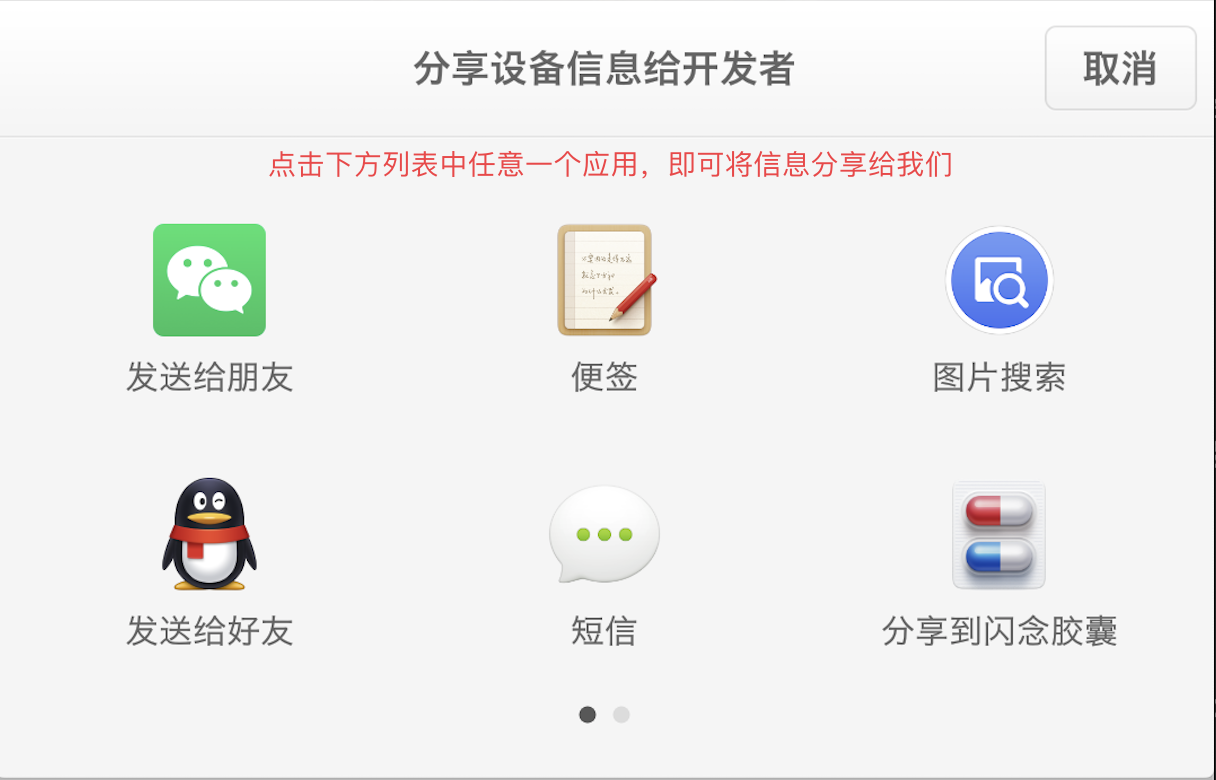 分享设备信息给开发者
取消
点击下方列表中任意一个应用，即可将信息分享给我们
发送给朋友
便签
图片搜索
发送给好友
短信
分享到闪念胶囊